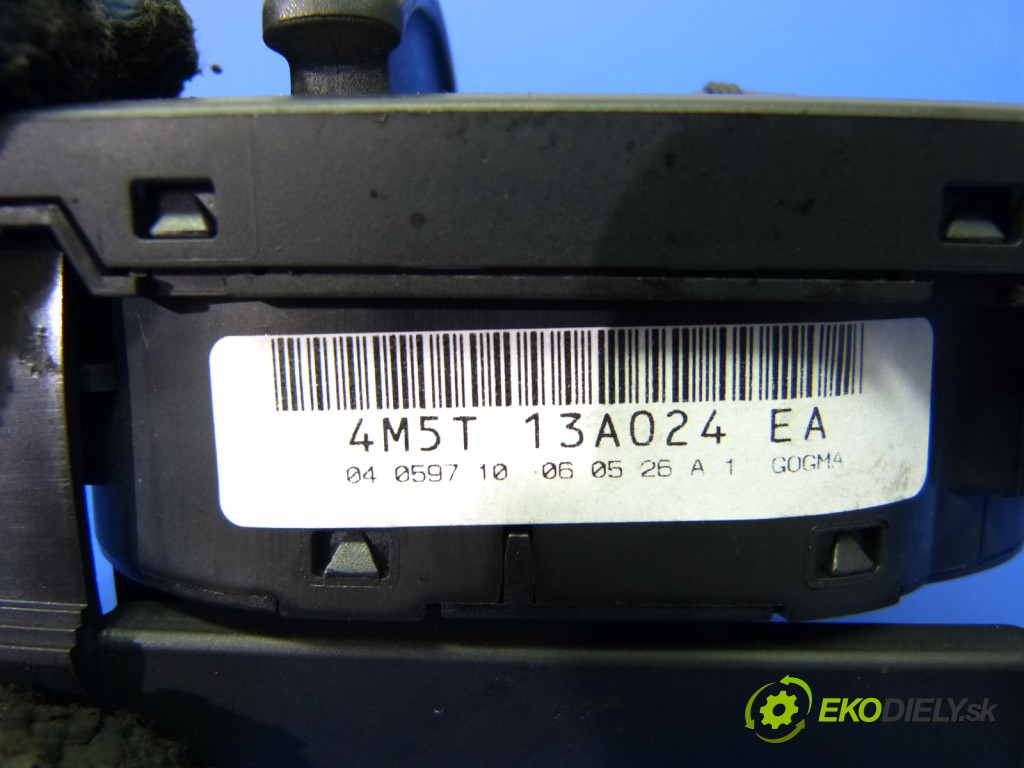 4M5T 13A024 EA
04 0597 10 06 05 26 A 1 GOGMA
EKODIELY.sk